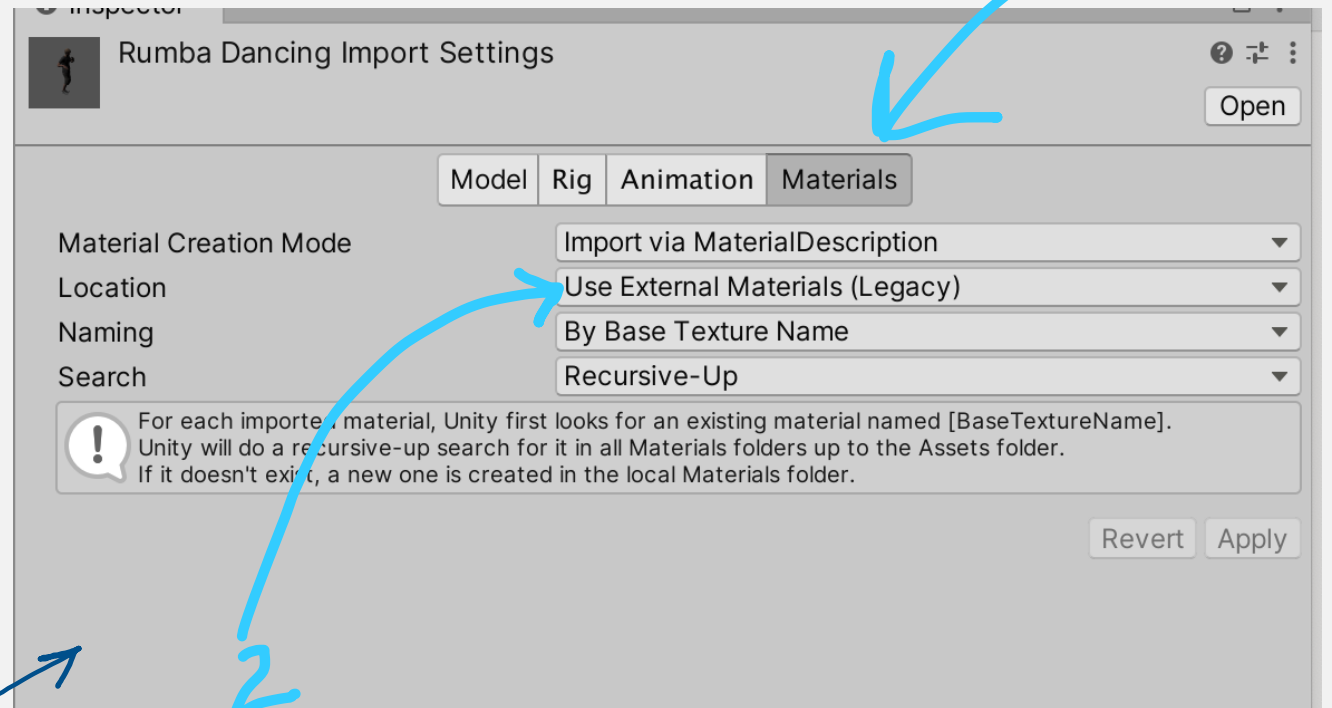 Inspector
Rumba Dancing Import Settings
Open
Model Rig Animation Materials
Material Creation Mode Import via MaterialDescription
Location Use External Materials (Legacy)
Naming By Base Texture Name
Search Recursive-Up
For each imported material, Unity first looks for an existing material named [BaseTextureName].
Unity will do a recursive-up search for it in all Materials folders up to the Assets folder.
If it doesn't exist, a new one is created in the local Materials folder.
Revert Apply
2